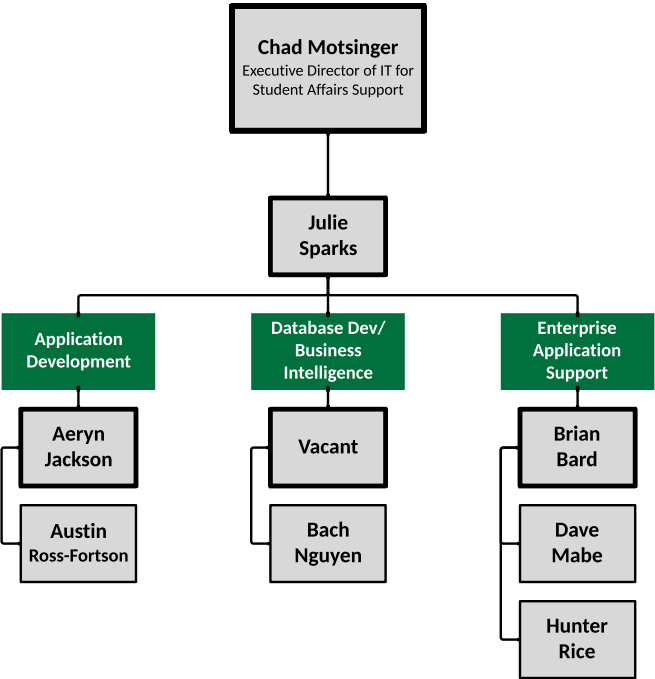 Chad Motsinger
Executive Director of IT for
Student Affairs Support
Julie
Sparks
Application
Development
Database Dev/
Business
Intelligence
Enterprise
Application
Support
Aeryn
Jackson
Vacant
Brian
Bard
Austin
Ross-Fortson
Bach
Nguyen
Dave
Mabe
Hunter
Rice